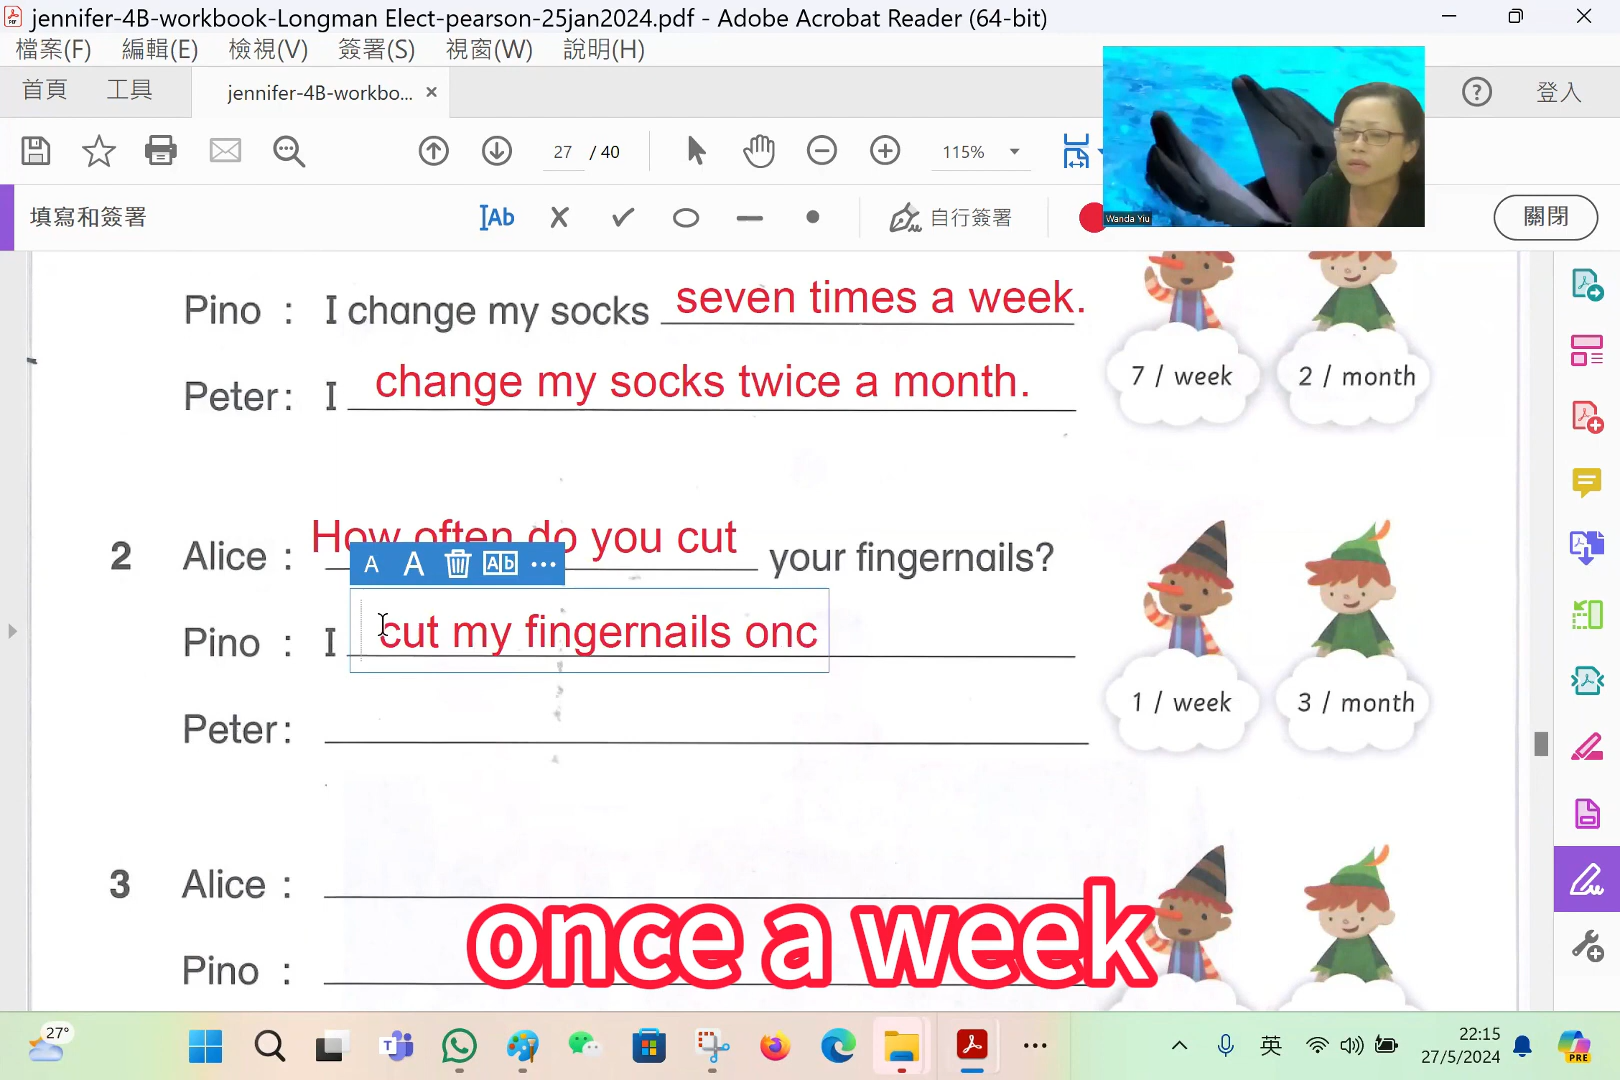 jennifer-4B-workbook-Longman Elect-pearson-25jan2024.pdf - Adobe Acrobat Reader (64-bit)
檔案(F) 編輯(E) 檢視(V) 簽署(S) 視窗(W) 說明(H)
首頁 工具 jennifer-4B-workbo... 登入
27 / 40 115%
填寫和簽署 Ab 自行簽署 關閉
Wanda Yiu
Pino : I change my socks seven times a week.
7 / week 2 / month
Peter : I change my socks twice a month.
2 Alice : How often do you cut your fingernails?
A A Ab
Pino : I cut my fingernails onc
1 / week 3 / month
Peter :
3 Alice :
once a week
Pino :
27° 英 22:15
27/5/2024
PRE